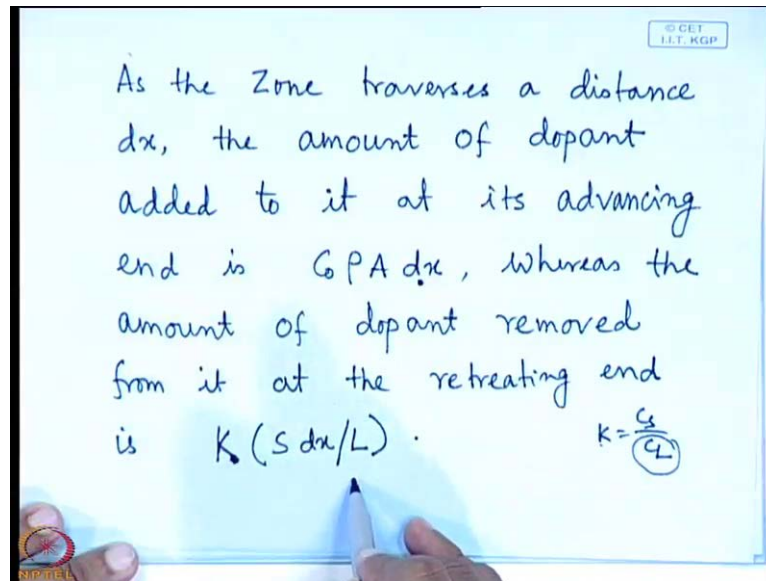 © CET
I.I.T. KGP
As the Zone traverses a distance
dx, the amount of dopant
added to it at its advancing
end is C₀ρA dx, whereas the
amount of dopant removed
from it at the retreating end
is K(S dx/L).
K = Cs/CL
NPTEL